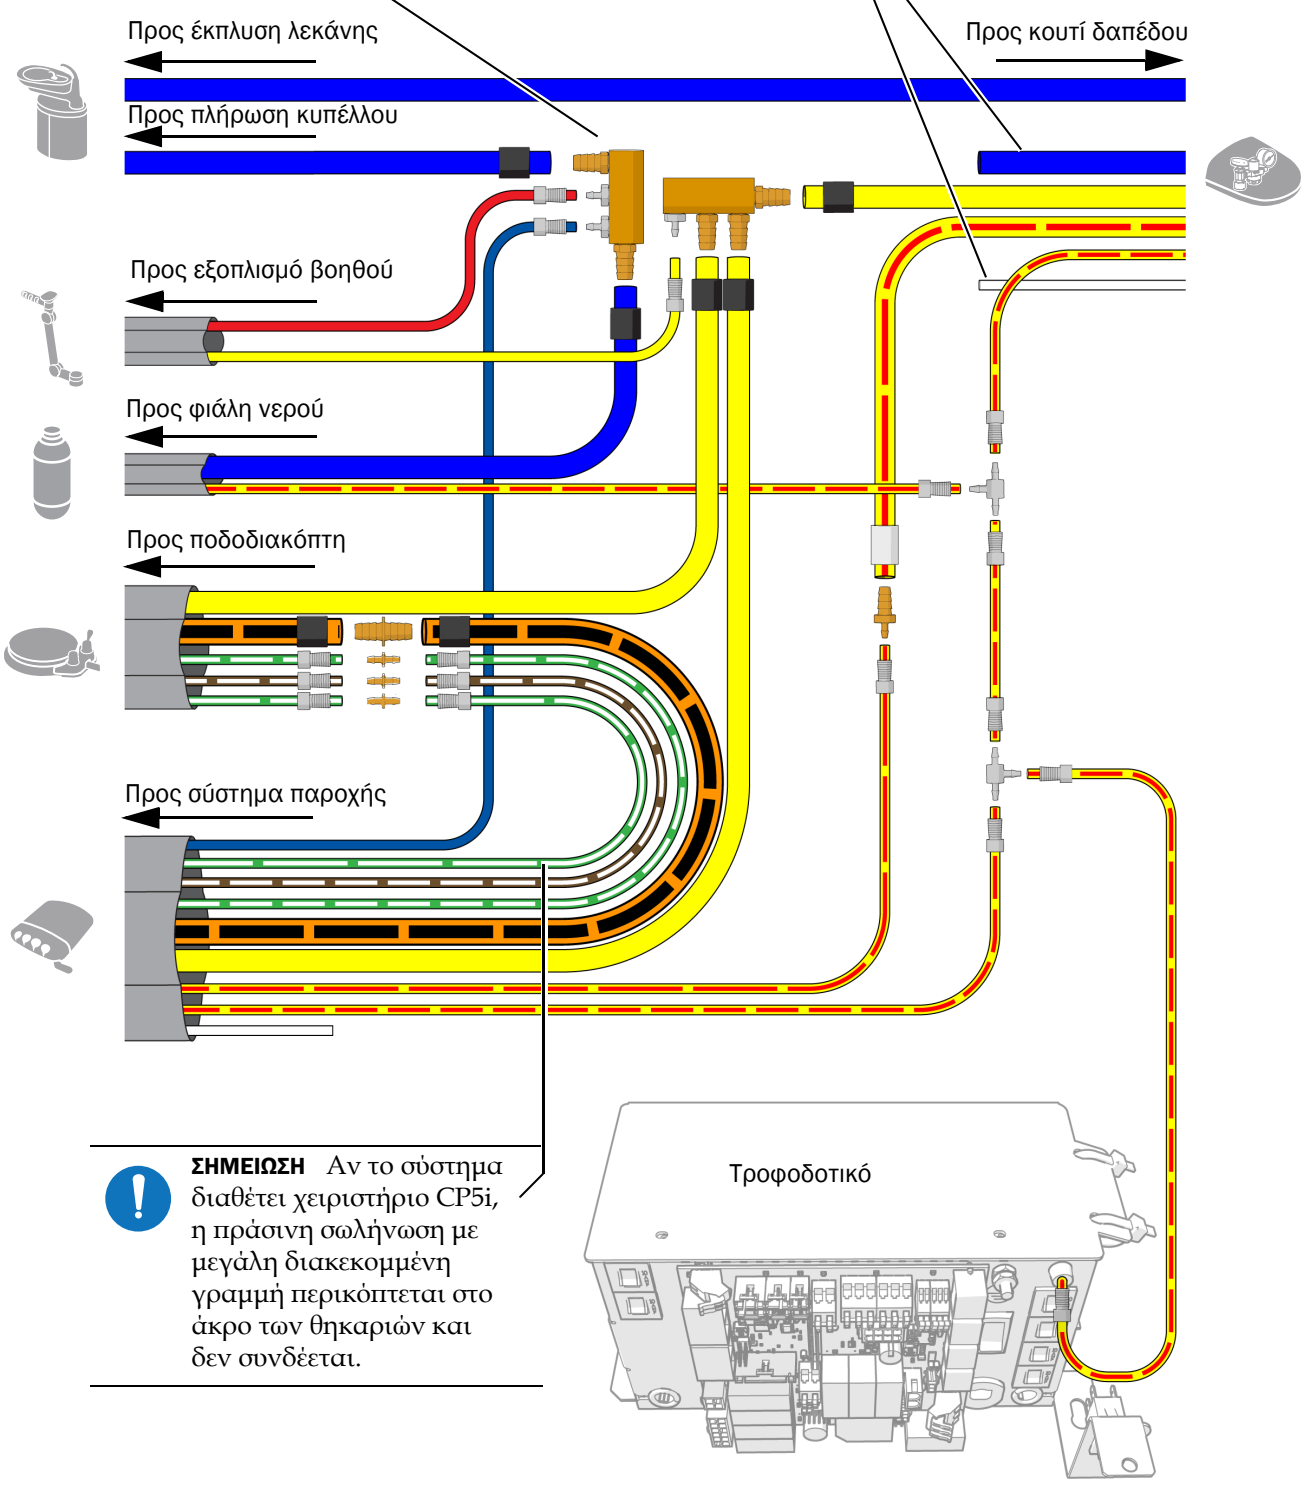 Προς έκπλυση λεκάνης
Προς κουτί δαπέδου
Προς πλήρωση κυπέλλου
Προς εξοπλισμό βοηθού
Προς φιάλη νερού
Προς ποδοδιακόπτη
Προς σύστημα παροχής
Τροφοδοτικό
ΣΗΜΕΙΩΣΗ Αν το σύστημα
διαθέτει χειριστήριο CP5i,
η πράσινη σωλήνωση με
μεγάλη διακεκομμένη
γραμμή περικόπτεται στο
άκρο των θηκαριών και
δεν συνδέεται.